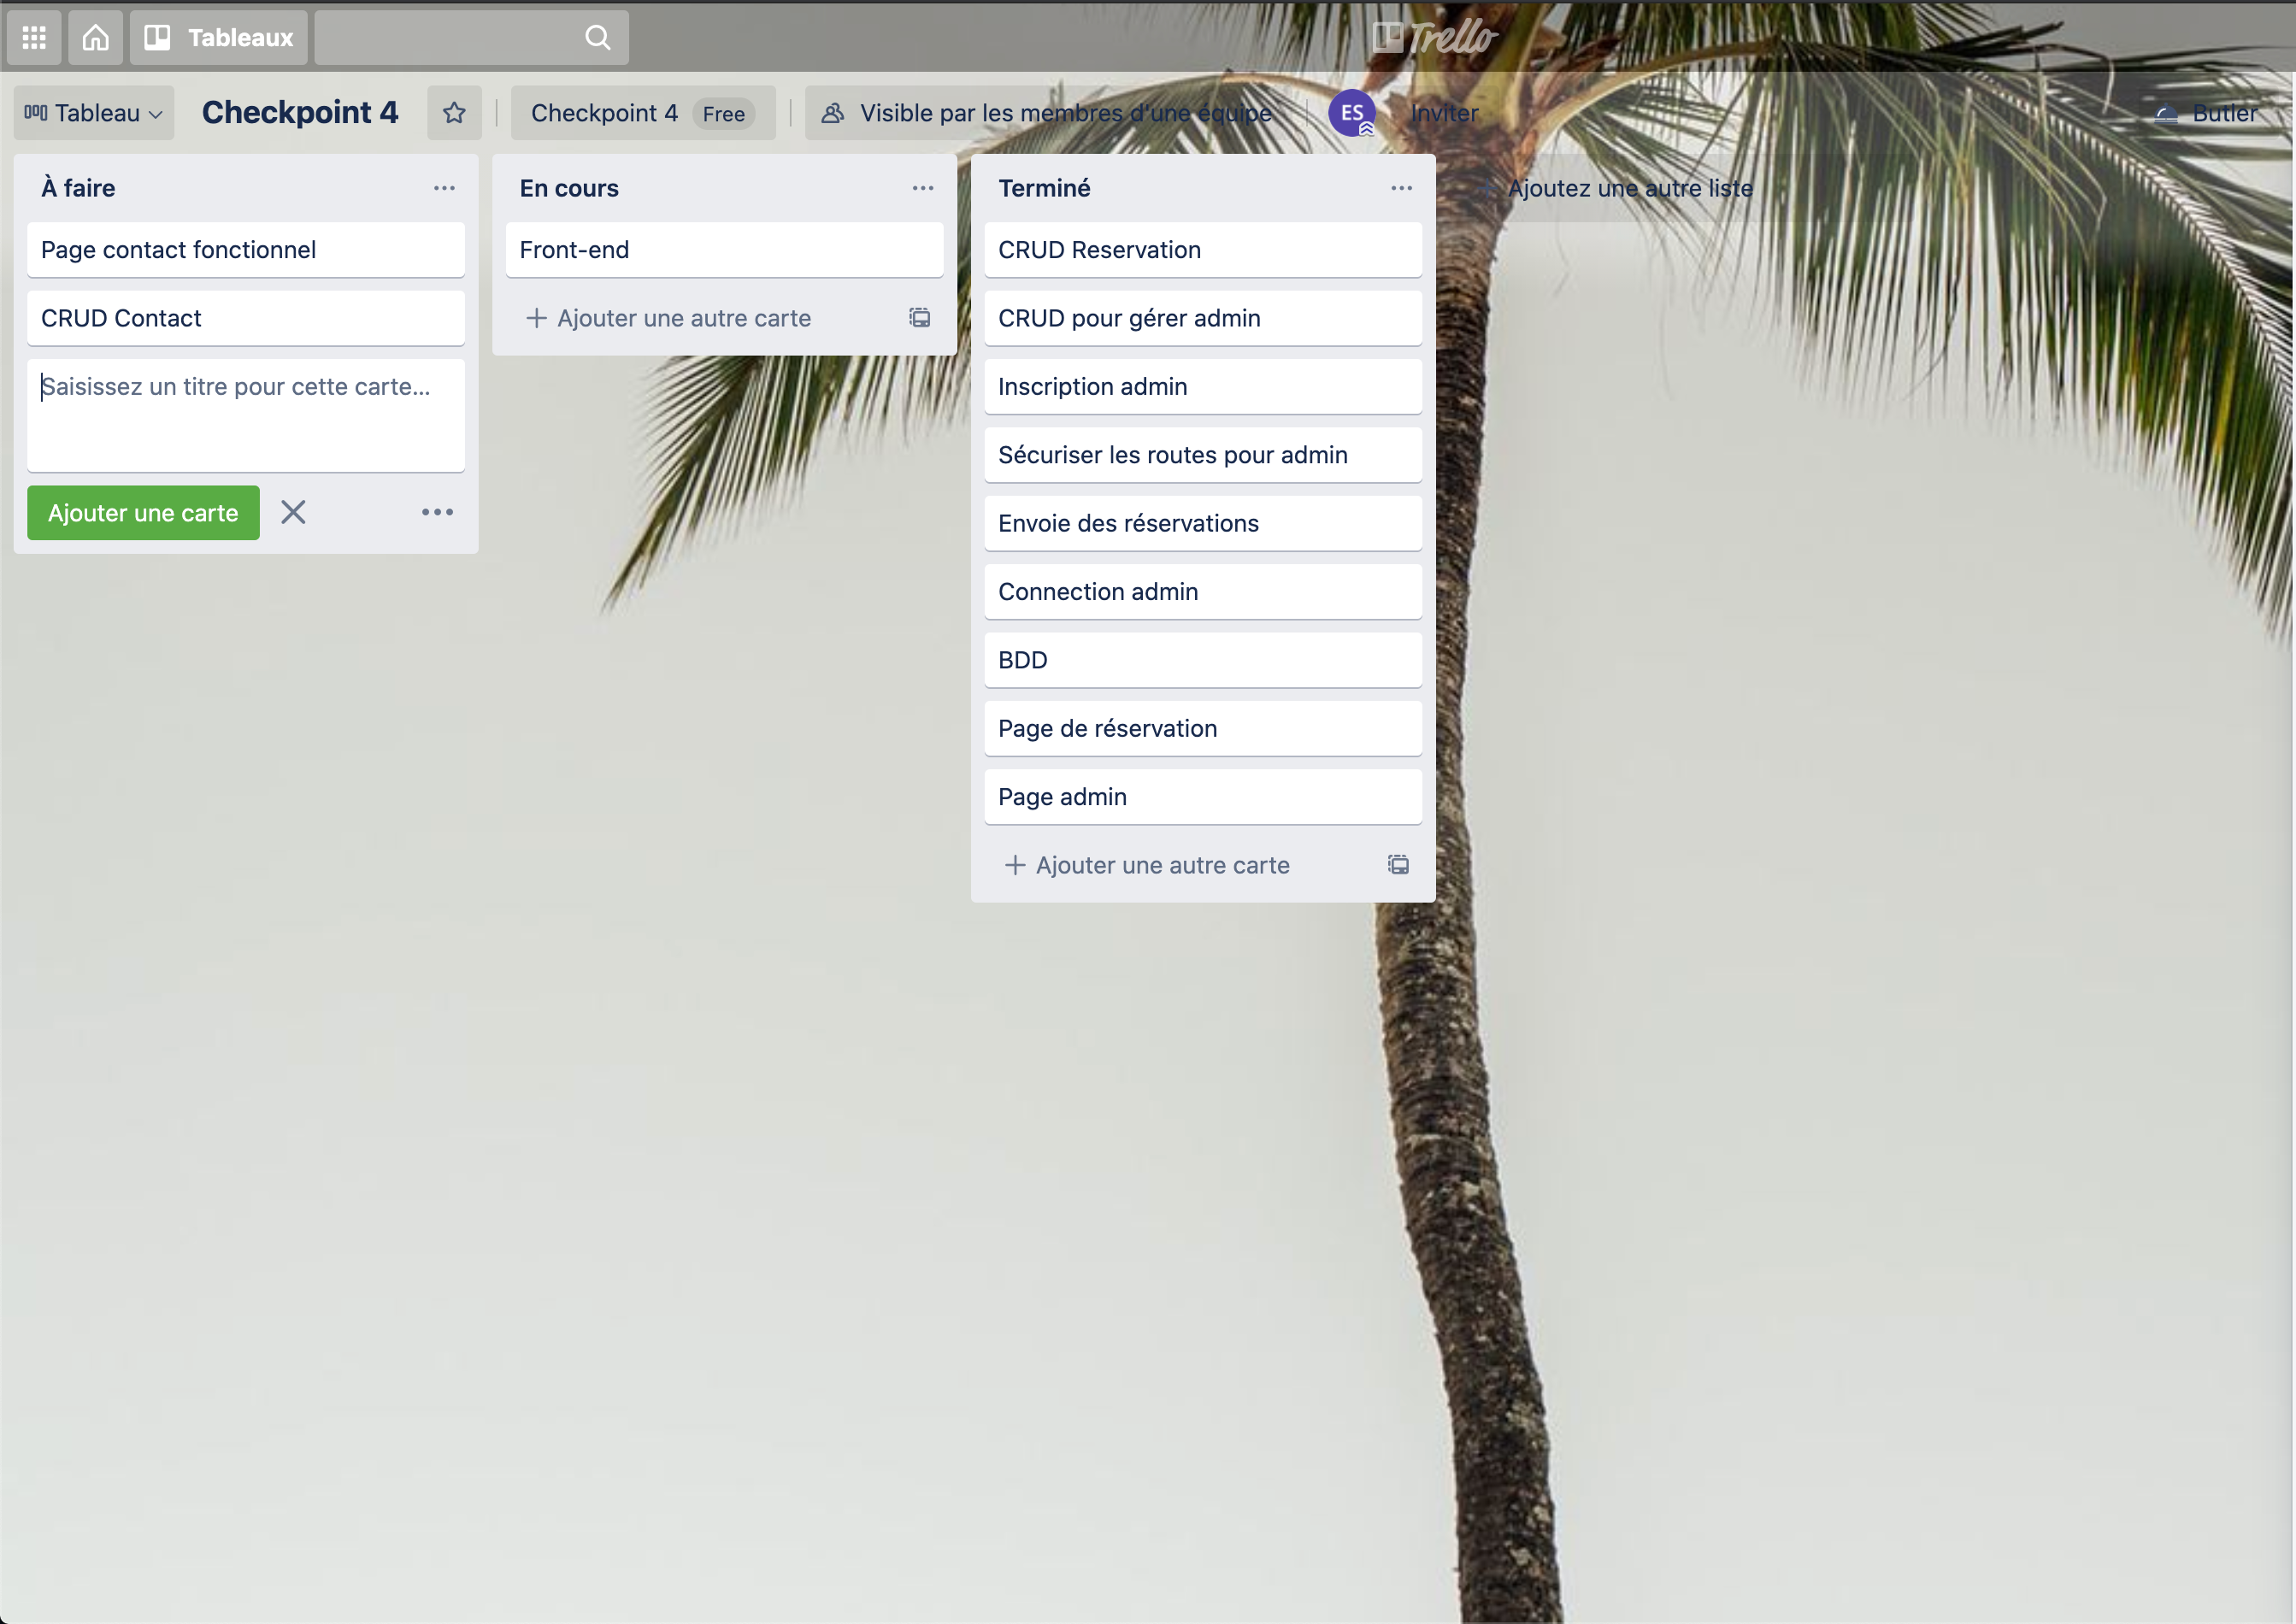 Tableaux
Trello
Tableau
Checkpoint 4
Checkpoint 4 Free
Visible par les membres d'une équipe
ES
Inviter
Butler
À faire
Page contact fonctionnel
CRUD Contact
Saisissez un titre pour cette carte...
Ajouter une carte
En cours
Front-end
Ajouter une autre carte
Terminé
CRUD Reservation
CRUD pour gérer admin
Inscription admin
Sécuriser les routes pour admin
Envoie des réservations
Connection admin
BDD
Page de réservation
Page admin
Ajouter une autre carte
Ajoutez une autre liste